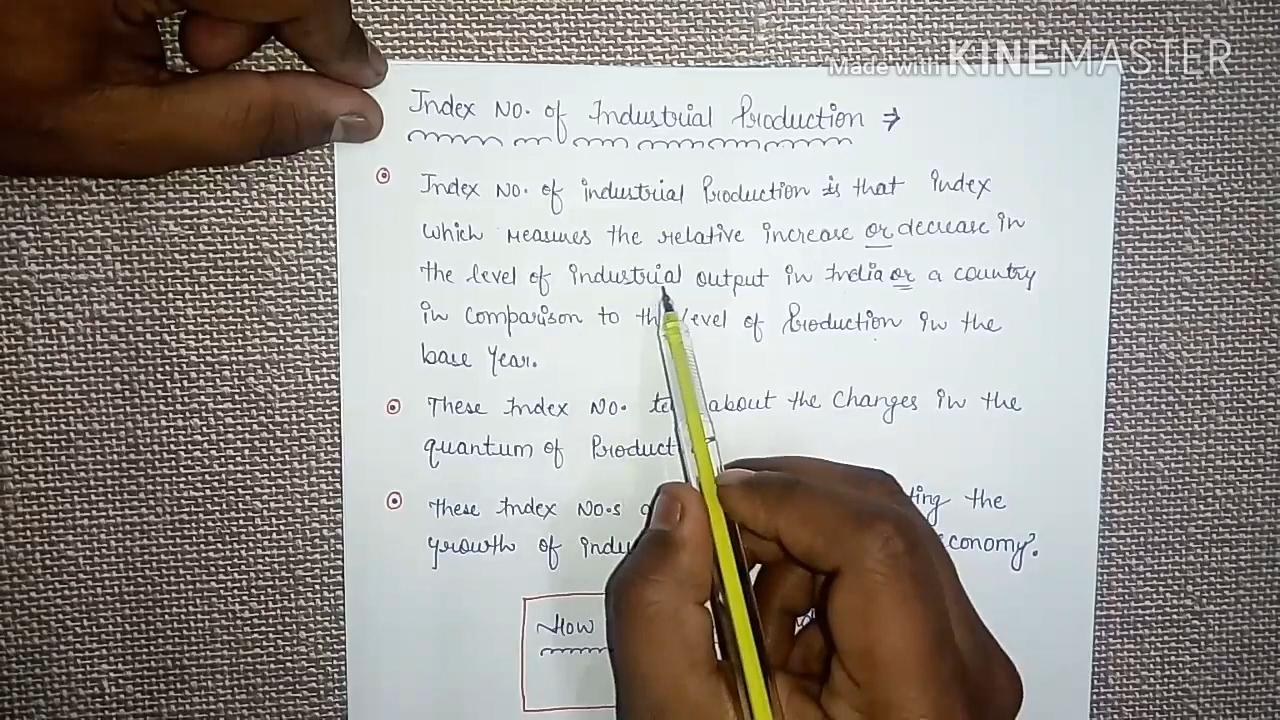 Made with KINEMASTER
Index No. of Industrial Production ⇒
Index No. of industrial Production is that index
which measures the relative increase or decrease in
the level of industrial output in India or a country
in comparison to the level of Production in the
base Year.
These Index No. about the changes in the
quantum of
These Index No.s the
growth of
How